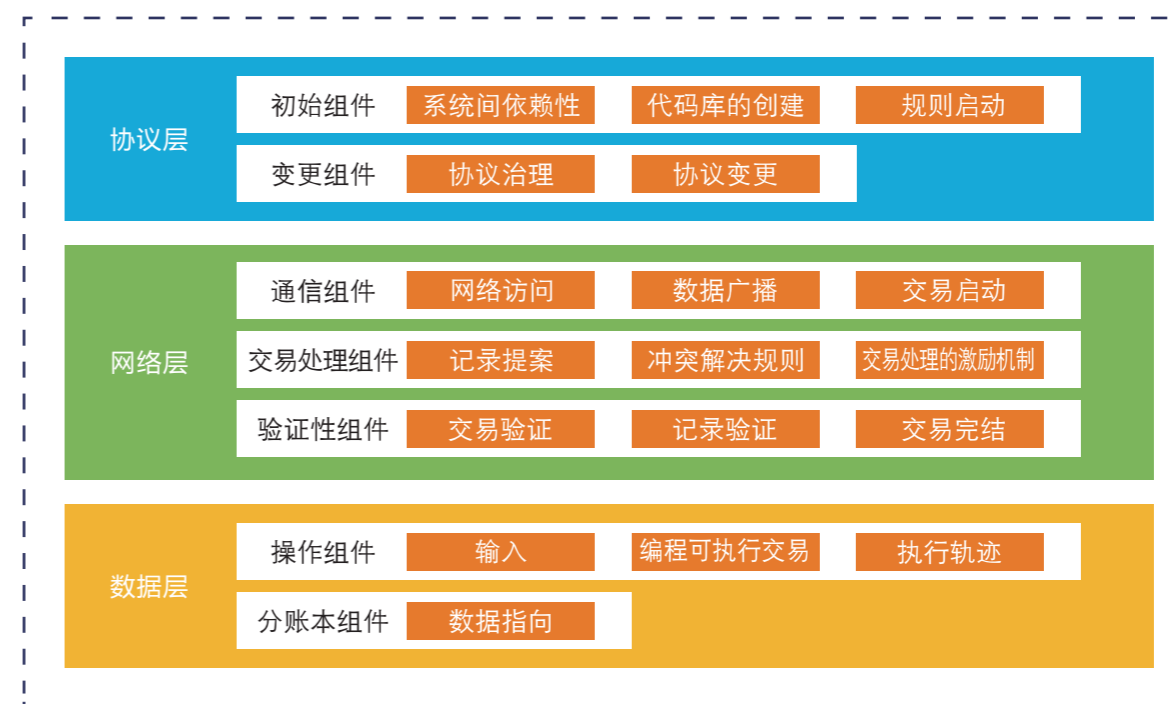 协议层
初始组件 系统间依赖性 代码库的创建 规则启动
变更组件 协议治理 协议变更
网络层
通信组件 网络访问 数据广播 交易启动
交易处理组件 记录提案 冲突解决规则 交易处理的激励机制
验证性组件 交易验证 记录验证 交易完结
数据层
操作组件 输入 编程可执行交易 执行轨迹
分账本组件 数据指向